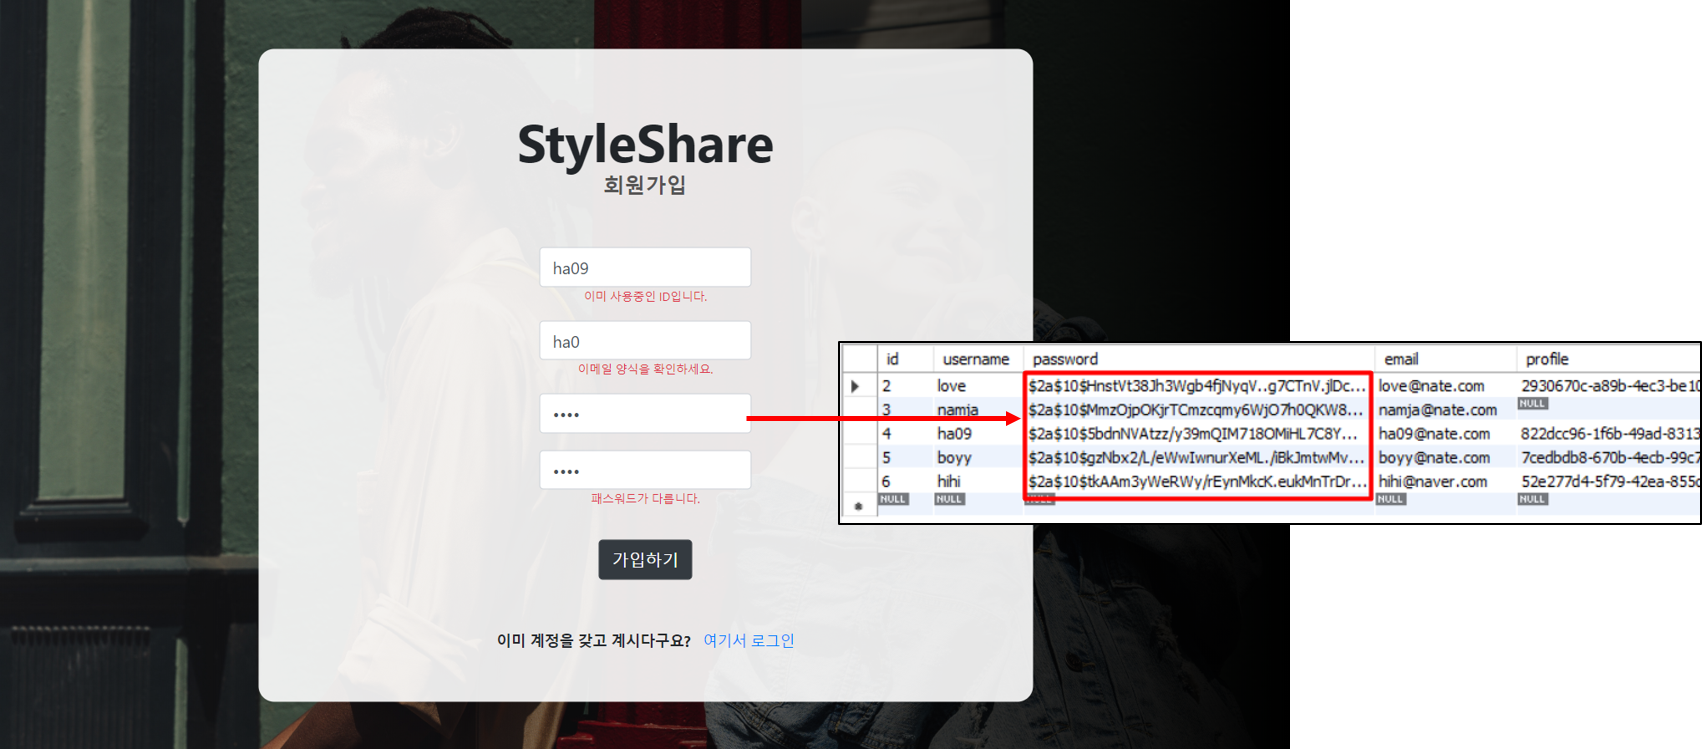 StyleShare
회원가입
ha09
이미 사용중인 ID입니다.
ha0
이메일 양식을 확인하세요.
••••
••••
패스워드가 다릅니다.
가입하기
이미 계정을 갖고 계시다구요? 여기서 로그인
id username password email profile
2 love $2a$10$HnstVt38Jh3Wgb4fjNyqV..g7CTnV.jlDc... love@nate.com 2930670c-a89b-4ec3-be10
3 namja $2a$10$MmzOjpOKjrTCmzcqmy6WjO7h0QKW8... namja@nate.com NULL
4 ha09 $2a$10$5bdnNVAtzz/y39mQIM718OMiHL7C8Y... ha09@nate.com 822dcc96-1f6b-49ad-8313
5 boyy $2a$10$gzNbx2/L/eWwIwnurXeML./iBkJmtwMv... boyy@nate.com 7cedbdb8-670b-4ecb-99c7
6 hihi $2a$10$tkAAm3yWeRWy/rEynMkcK.eukMnTrDr... hihi@naver.com 52e277d4-5f79-42ea-855c
NULL NULL NULL NULL NULL